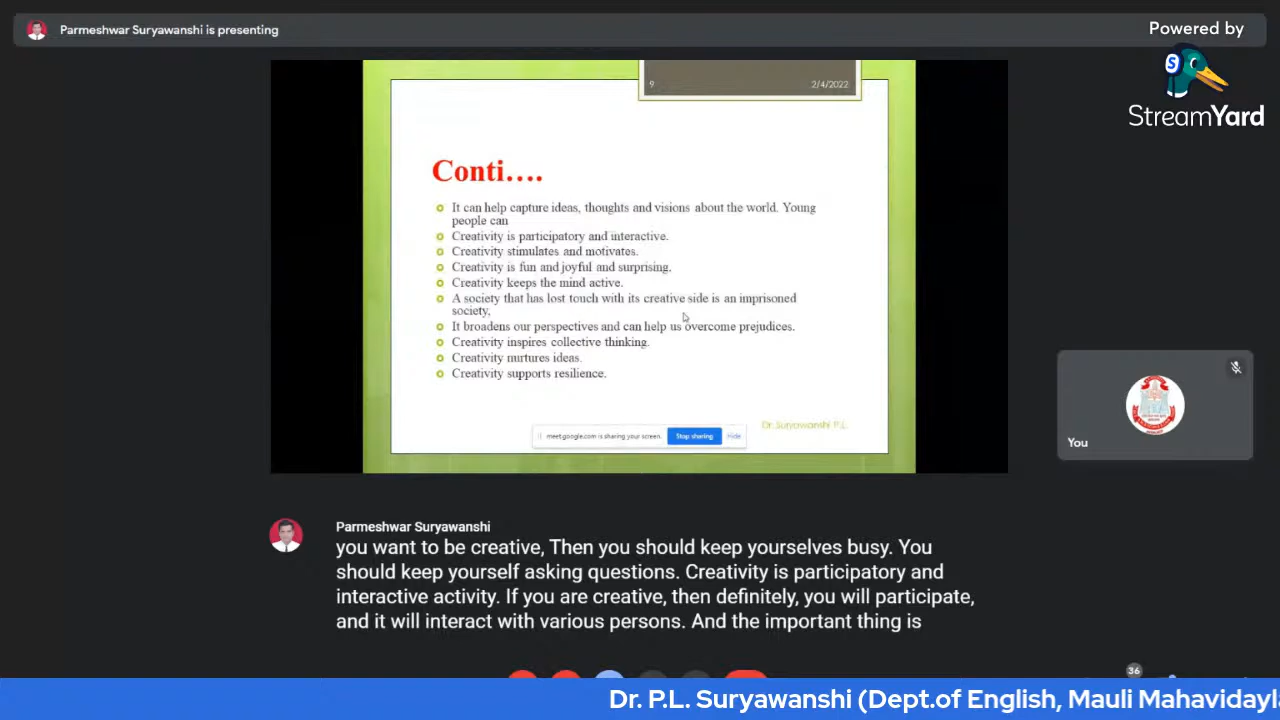 Parmeshwar Suryawanshi is presenting
Powered by
S
StreamYard
9 2/4/2022
Conti….
It can help capture ideas, thoughts and visions about the world. Young
people can
Creativity is participatory and interactive.
Creativity stimulates and motivates.
Creativity is fun and joyful and surprising.
Creativity keeps the mind active.
A society that has lost touch with its creative side is an imprisoned
society,
It broadens our perspectives and can help us overcome prejudices.
Creativity inspires collective thinking.
Creativity nurtures ideas.
Creativity supports resilience.
Dr.Suryawanshi P.L.
meet.google.com is sharing your screen. Stop sharing Hide
You
Parmeshwar Suryawanshi
you want to be creative, Then you should keep yourselves busy. You
should keep yourself asking questions. Creativity is participatory and
interactive activity. If you are creative, then definitely, you will participate,
and it will interact with various persons. And the important thing is
36
Dr. P.L. Suryawanshi (Dept.of English, Mauli Mahavidayl